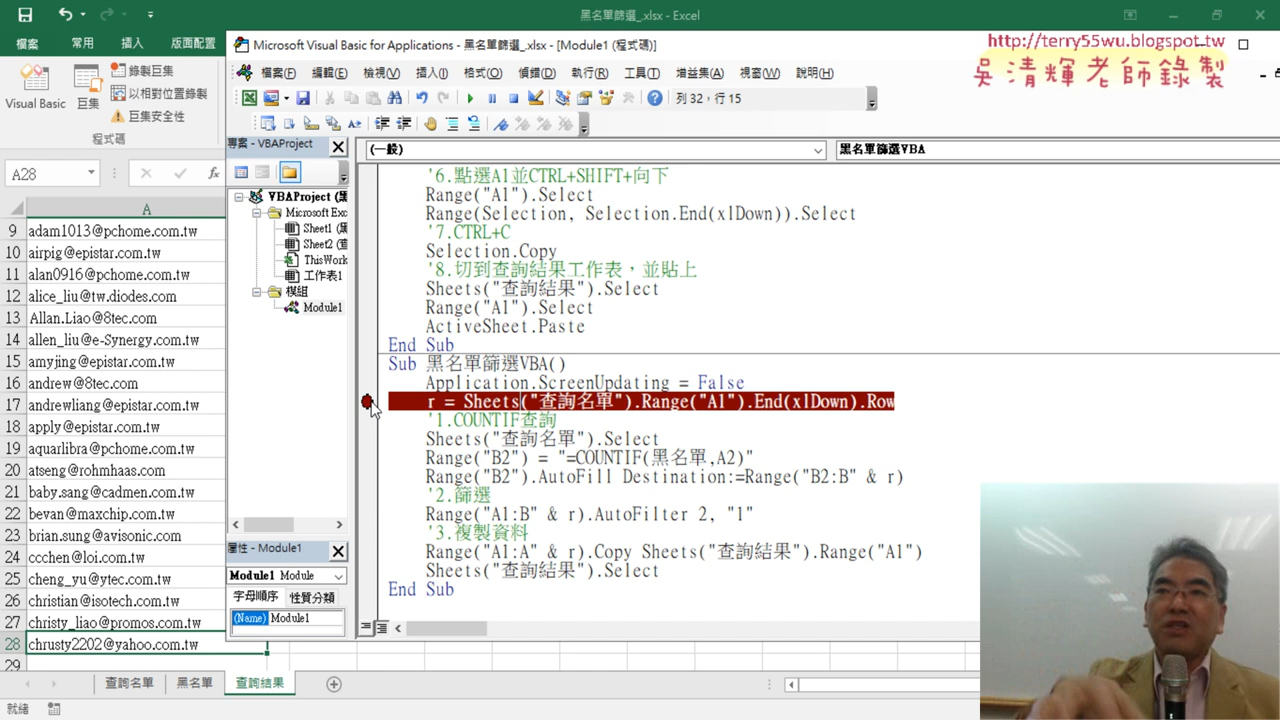 黑名單篩選_.xlsx - Excel
檔案 常用 插入 版面配置
Visual Basic
巨集
錄製巨集
以相對位置錄製
巨集安全性
程式碼
A28
A
9 adam1013@pchome.com.tw
10 airpig@epistar.com.tw
11 alan0916@pchome.com.tw
12 alice_liu@tw.diodes.com
13 Allan.Liao@8tec.com
14 allen_liu@e-Synergy.com.tw
15 amyjing@epistar.com.tw
16 andrew@8tec.com
17 andrewliang@epistar.com.tw
18 apply@epistar.com.tw
19 aquarlibra@pchome.com.tw
20 atseng@rohmhaas.com
21 baby.sang@cadmen.com.tw
22 bevan@maxchip.com.tw
23 brian.sung@avisonic.com
24 ccchen@loi.com.tw
25 cheng_yu@ytec.com.tw
26 christian@isotech.com.tw
27 christy_liao@promos.com.tw
28 chrusty2202@yahoo.com.tw
29
查詢名單 黑名單 查詢結果
就緒
Microsoft Visual Basic for Applications - 黑名單篩選_.xlsx - [Module1 (程式碼)]
http://terry55wu.blogspot.tw
吳清輝老師錄製
檔案(F) 編輯(E) 檢視(V) 插入(I) 格式(O) 偵錯(D) 執行(R) 工具(T) 增益集(A) 視窗(W) 說明(H)
列 32，行 15
專案 - VBAProject
VBAProject (黑
Microsoft Exc
Sheet1 (黑
Sheet2 (查
ThisWork
工作表1
模組
Module1
屬性 - Module1
Module1 Module
字母順序 性質分類
(Name) Module1
(一般) 黑名單篩選VBA
'6.點選A1並CTRL+SHIFT+向下
Range("A1").Select
Range(Selection, Selection.End(xlDown)).Select
'7.CTRL+C
Selection.Copy
'8.切到查詢結果工作表，並貼上
Sheets("查詢結果").Select
Range("A1").Select
ActiveSheet.Paste
End Sub
Sub 黑名單篩選VBA()
Application.ScreenUpdating = False
r = Sheets("查詢名單").Range("A1").End(xlDown).Row
'1.COUNTIF查詢
Sheets("查詢名單").Select
Range("B2") = "=COUNTIF(黑名單,A2)"
Range("B2").AutoFill Destination:=Range("B2:B" & r)
'2.篩選
Range("A1:B" & r).AutoFilter 2, "1"
'3.複製資料
Range("A1:A" & r).Copy Sheets("查詢結果").Range("A1")
Sheets("查詢結果").Select
End Sub